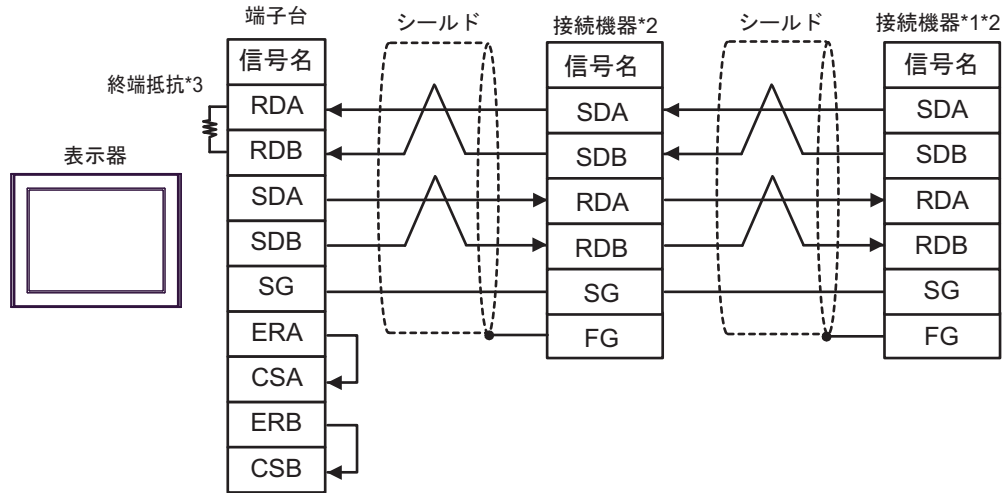 端子台
シールド
接続機器*2
シールド
接続機器*1*2
終端抵抗*3
表示器
信号名
RDA
RDB
SDA
SDB
SG
ERA
CSA
ERB
CSB
信号名
SDA
SDB
RDA
RDB
SG
FG
信号名
SDA
SDB
RDA
RDB
SG
FG